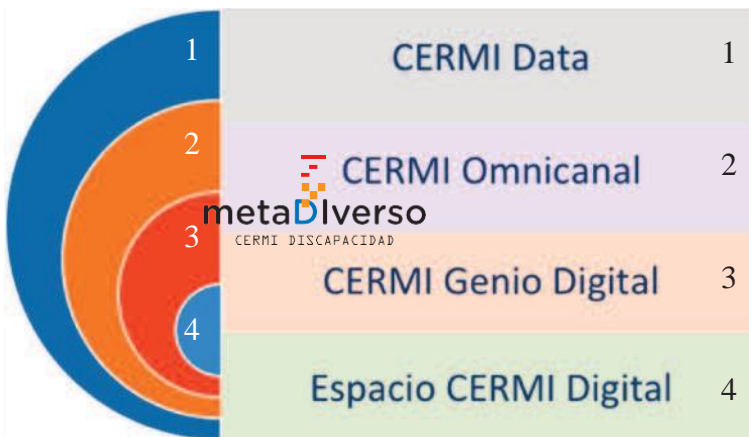 1 CERMI Data 1
2 CERMI Omnicanal 2
metaDIverso
CERMI DISCAPACIDAD
3 CERMI Genio Digital 3
4 Espacio CERMI Digital 4